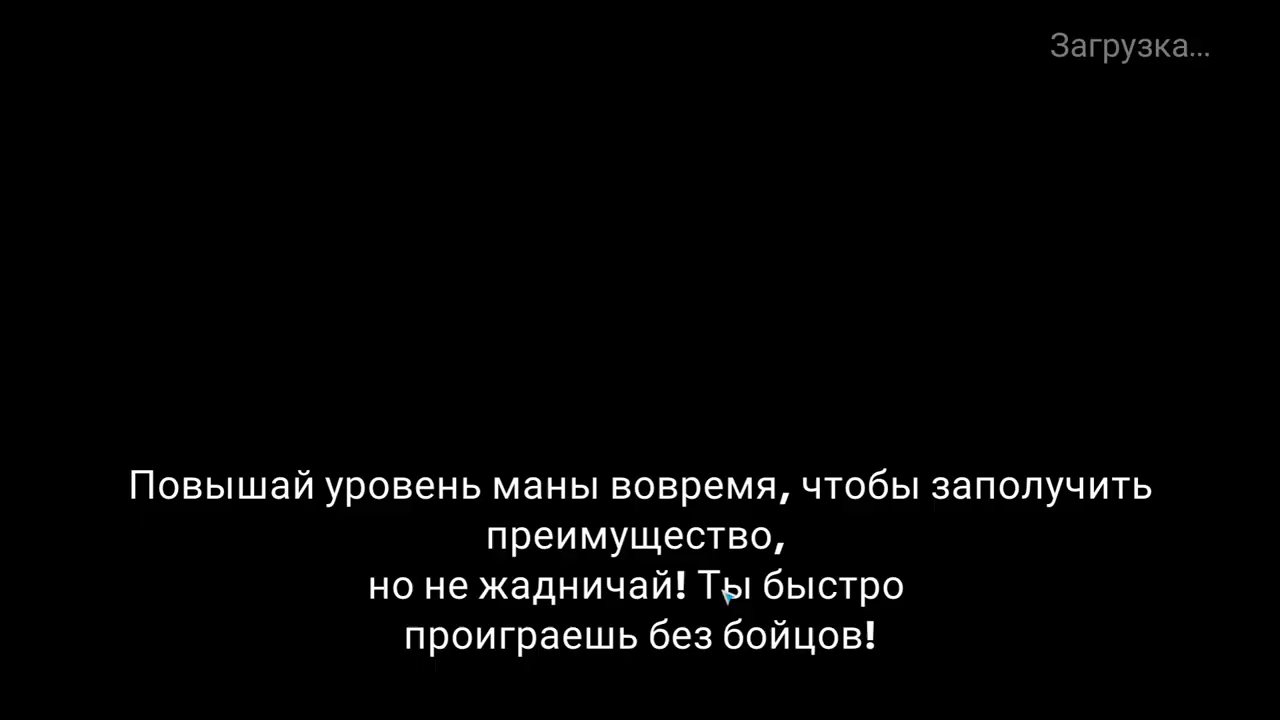 Загрузка...
Повышай уровень маны вовремя, чтобы заполучить
преимущество,
но не жадничай! Ты быстро
проиграешь без бойцов!